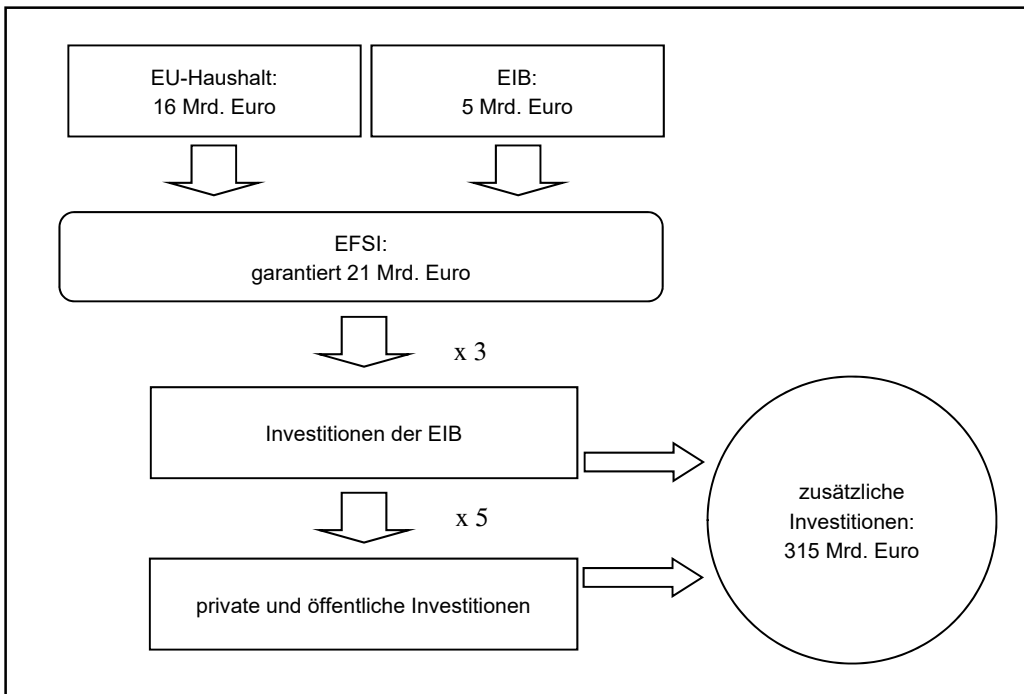 EU-Haushalt:
16 Mrd. Euro
EIB:
5 Mrd. Euro
EFSI:
garantiert 21 Mrd. Euro
x 3
Investitionen der EIB
x 5
private und öffentliche Investitionen
zusätzliche
Investitionen:
315 Mrd. Euro